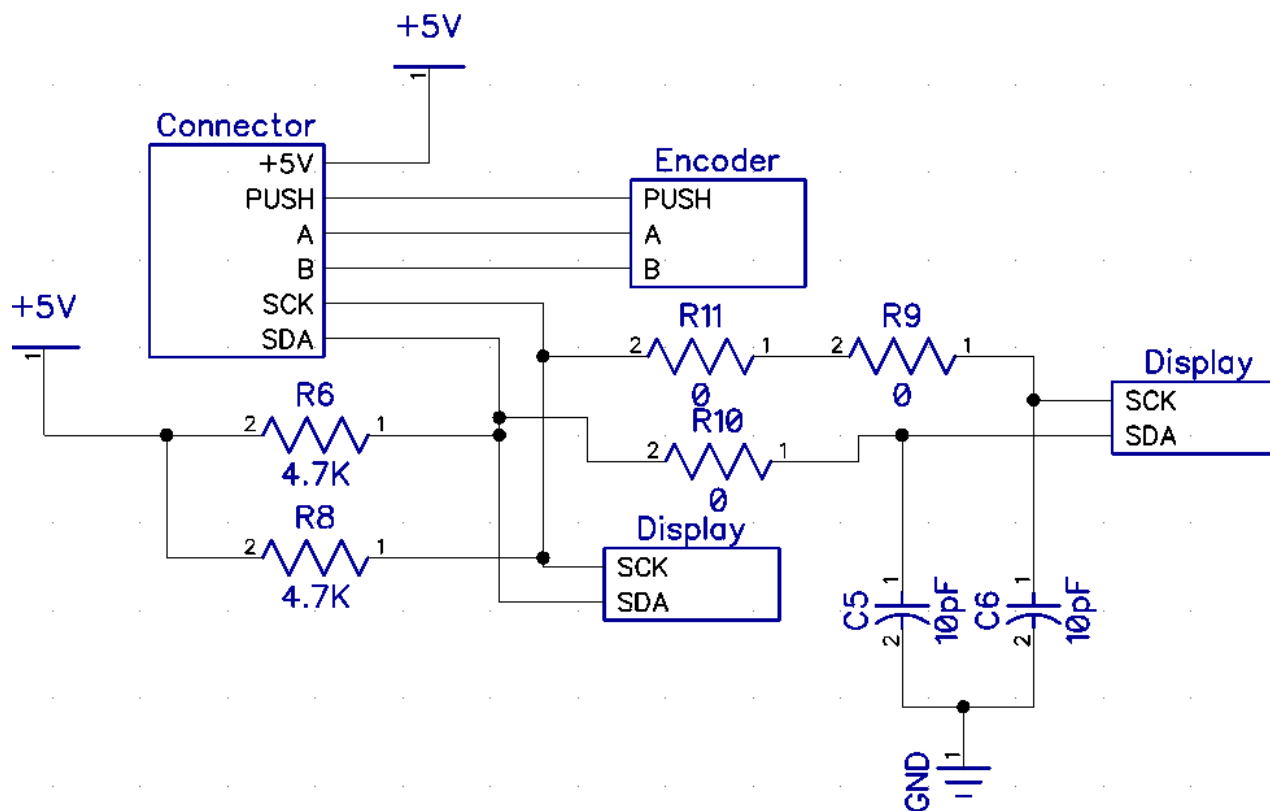 +5V
1
Connector
+5V
PUSH
A
B
SCK
SDA
Encoder
PUSH
A
B
+5V
1
R11
2 1
0
R9
2 1
0
Display
SCK
SDA
R6
2 1
4.7K
R10
2 1
0
R8
2 1
4.7K
Display
SCK
SDA
C5
1
2
10pF
C6
1
2
10pF
GND
1